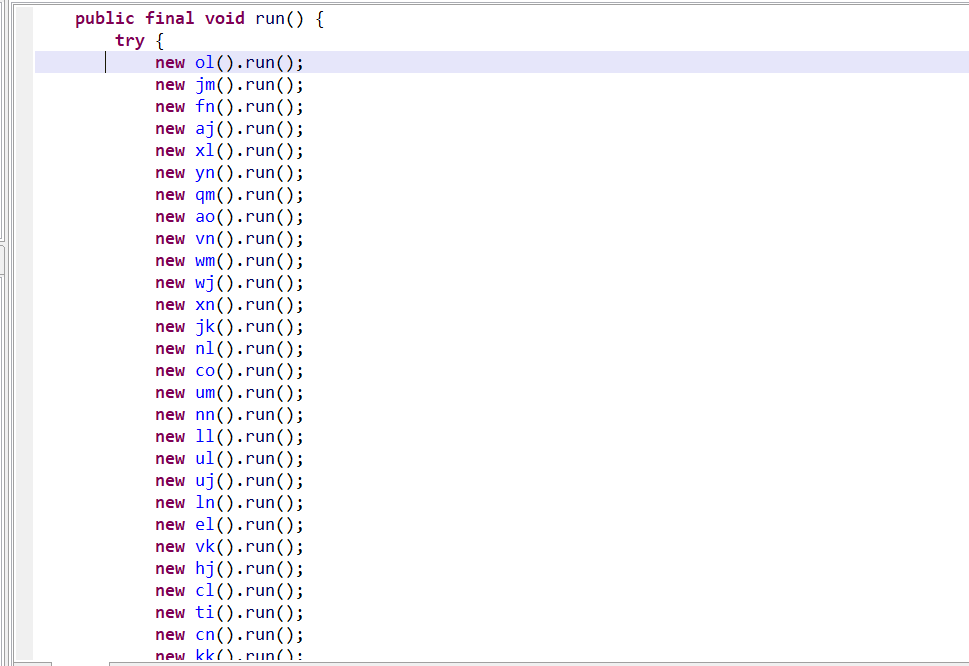 public final void run() {
try {
new ol().run();
new jm().run();
new fn().run();
new aj().run();
new xl().run();
new yn().run();
new qm().run();
new ao().run();
new vn().run();
new wm().run();
new wj().run();
new xn().run();
new jk().run();
new nl().run();
new co().run();
new um().run();
new nn().run();
new ll().run();
new ul().run();
new uj().run();
new ln().run();
new el().run();
new vk().run();
new hj().run();
new cl().run();
new ti().run();
new cn().run();
new kk().run();